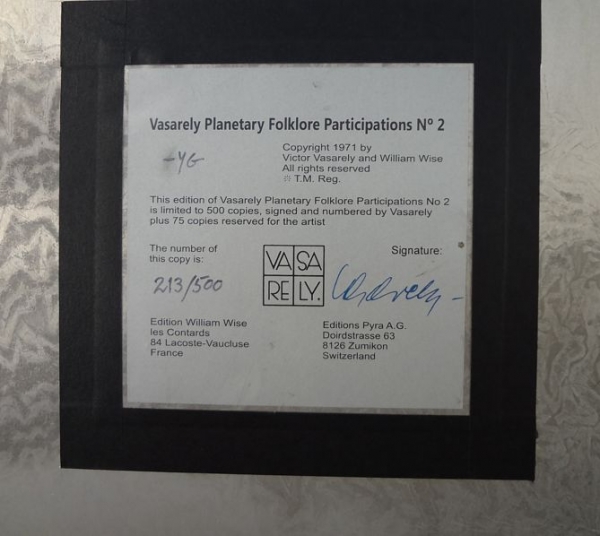 Vasarely Planetary Folklore Participations Nº 2
-YG
Copyright 1971 by
Victor Vasarely and William Wise
All rights reserved
T.M. Reg.
This edition of Vasarely Planetary Folklore Participations No 2
is limited to 500 copies, signed and numbered by Vasarely
plus 75 copies reserved for the artist
The number of
this copy is:
213/500
VA SA
RE LY.
Signature:
Vasarely
Edition William Wise
les Contards
84 Lacoste-Vaucluse
France
Editions Pyra A.G.
Doirdstrasse 63
8126 Zumikon
Switzerland